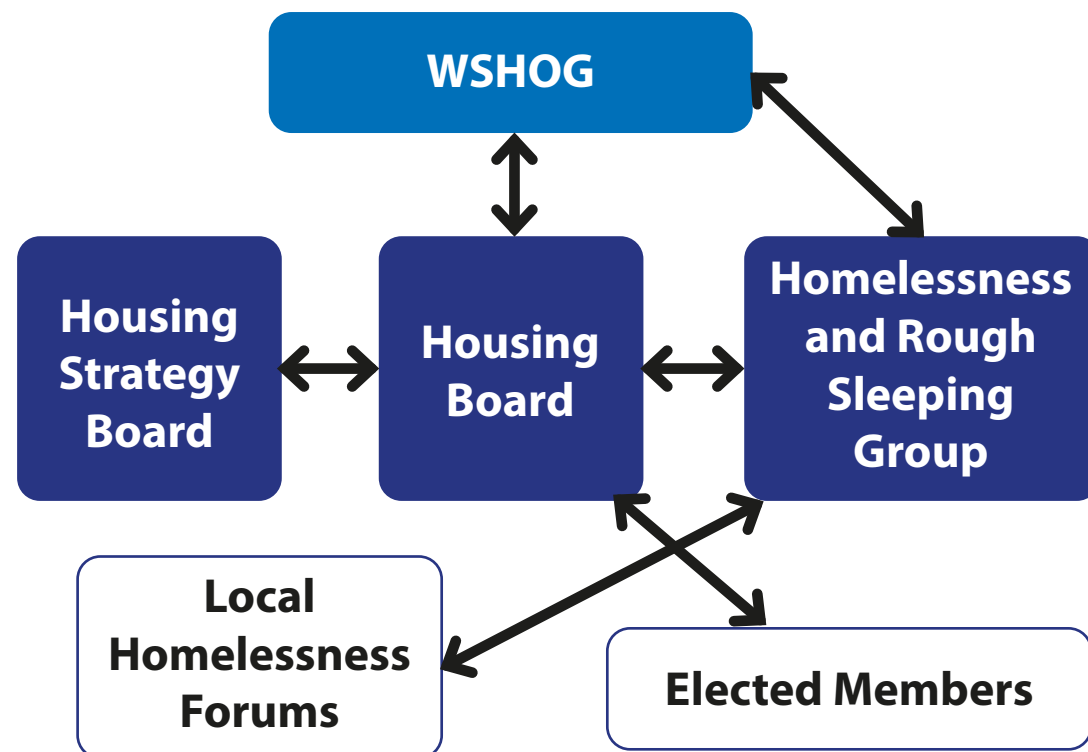 WSHOG
Housing
Strategy
Board
Housing
Board
Homelessness
and Rough
Sleeping
Group
Local
Homelessness
Forums
Elected Members